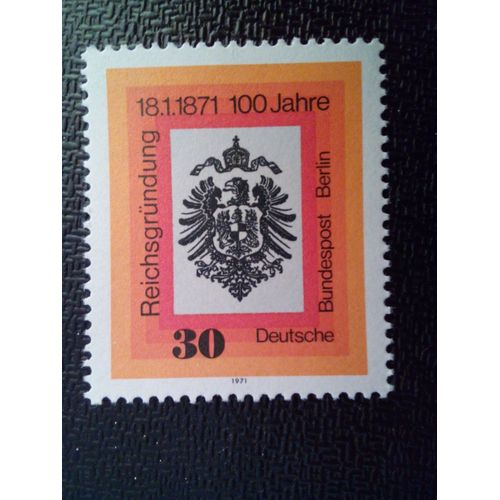 18.1.1871 100 Jahre
Reichsgründung
30
Deutsche
Bundespost Berlin
1971